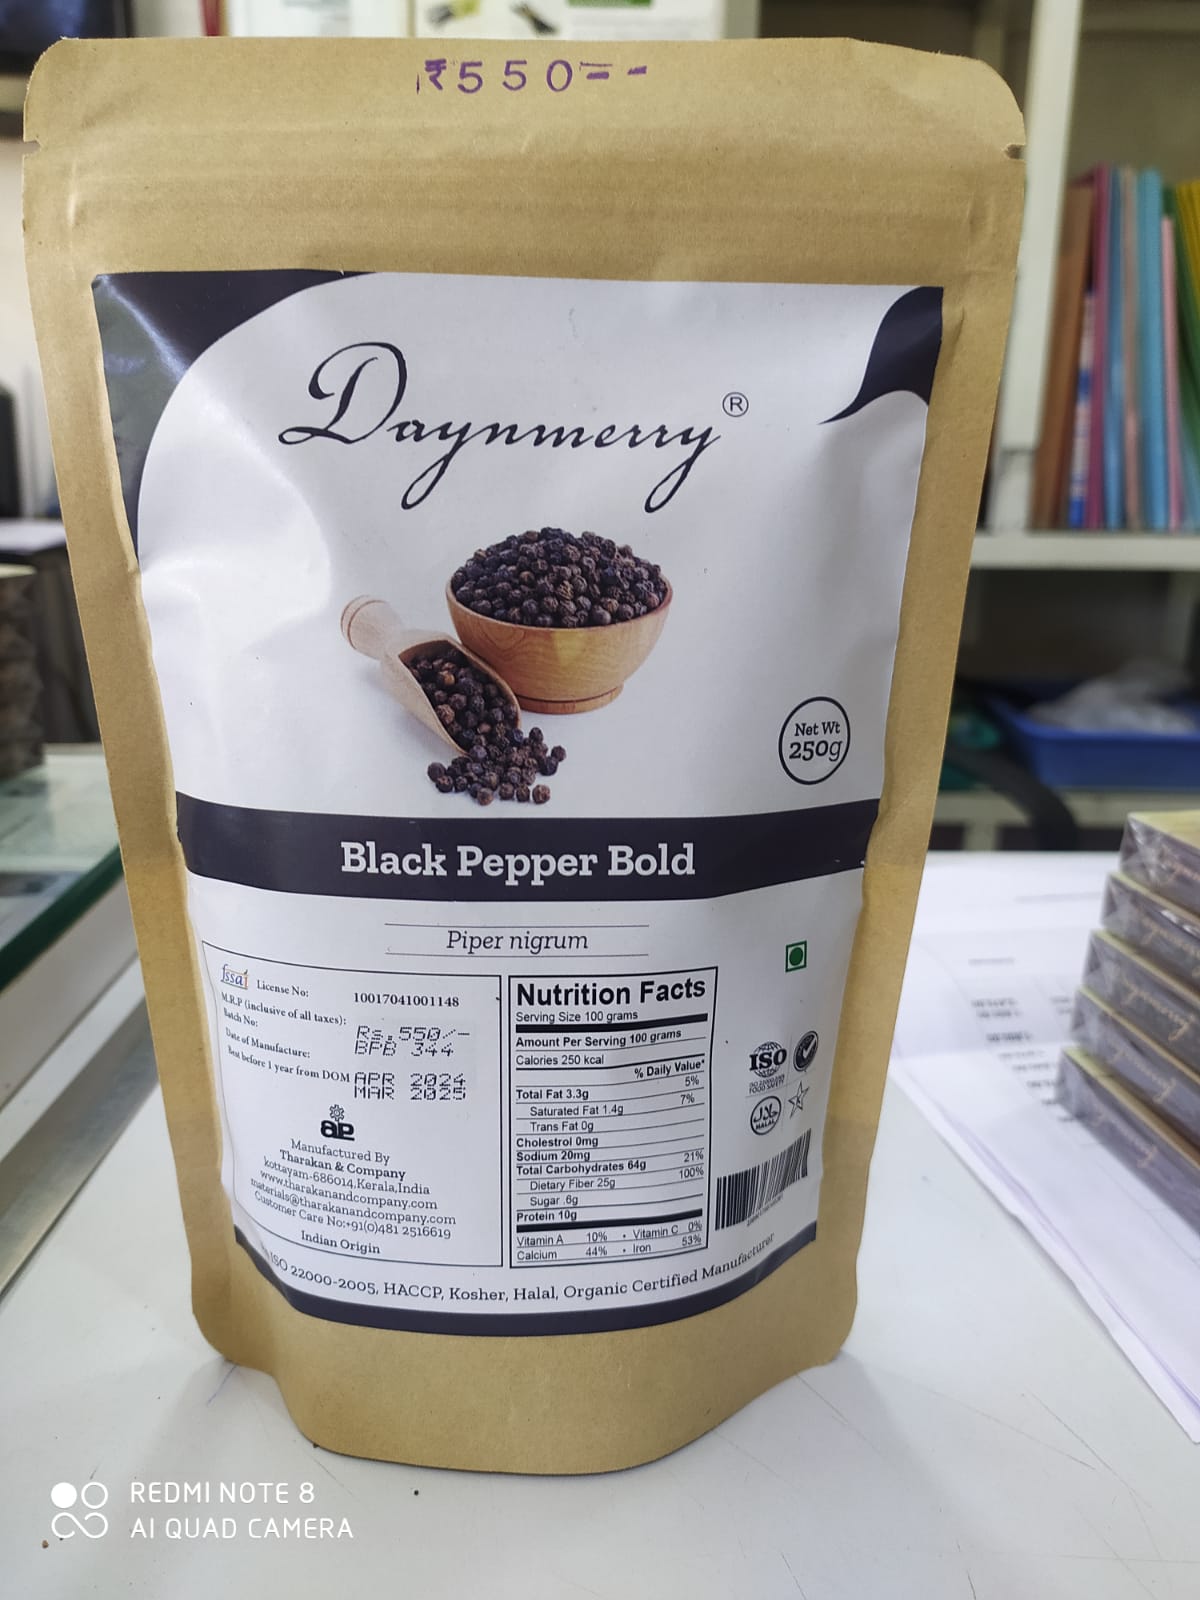 ₹550=-
Daynmerry®
Net Wt
250g
Black Pepper Bold
Piper nigrum
fssai License No: 10017041001148
M.R.P (inclusive of all taxes): Rs.550/-
Batch No: BPB 344
Date of Manufacture: APR 2024
Best before 1 year from DOM MAR 2025
Manufactured By
Tharakan & Company
kottayam-686014,Kerala,India
www.tharakanandcompany.com
materials@tharakanandcompany.com
Customer Care No:+91(0)481 2516619
Indian Origin
Nutrition Facts
Serving Size 100 grams
Amount Per Serving 100 grams
Calories 250 kcal
% Daily Value*
Total Fat 3.3g 5%
Saturated Fat 1.4g 7%
Trans Fat 0g
Cholestrol 0mg
Sodium 20mg
Total Carbohydrates 64g 21%
Dietary Fiber 25g 100%
Sugar .6g
Protein 10g
Vitamin A 10% • Vitamin C 0%
Calcium 44% • Iron 53%
ISO
HALAL
ISO 22000-2005, HACCP, Kosher, Halal, Organic Certified Manufacturer
REDMI NOTE 8
AI QUAD CAMERA